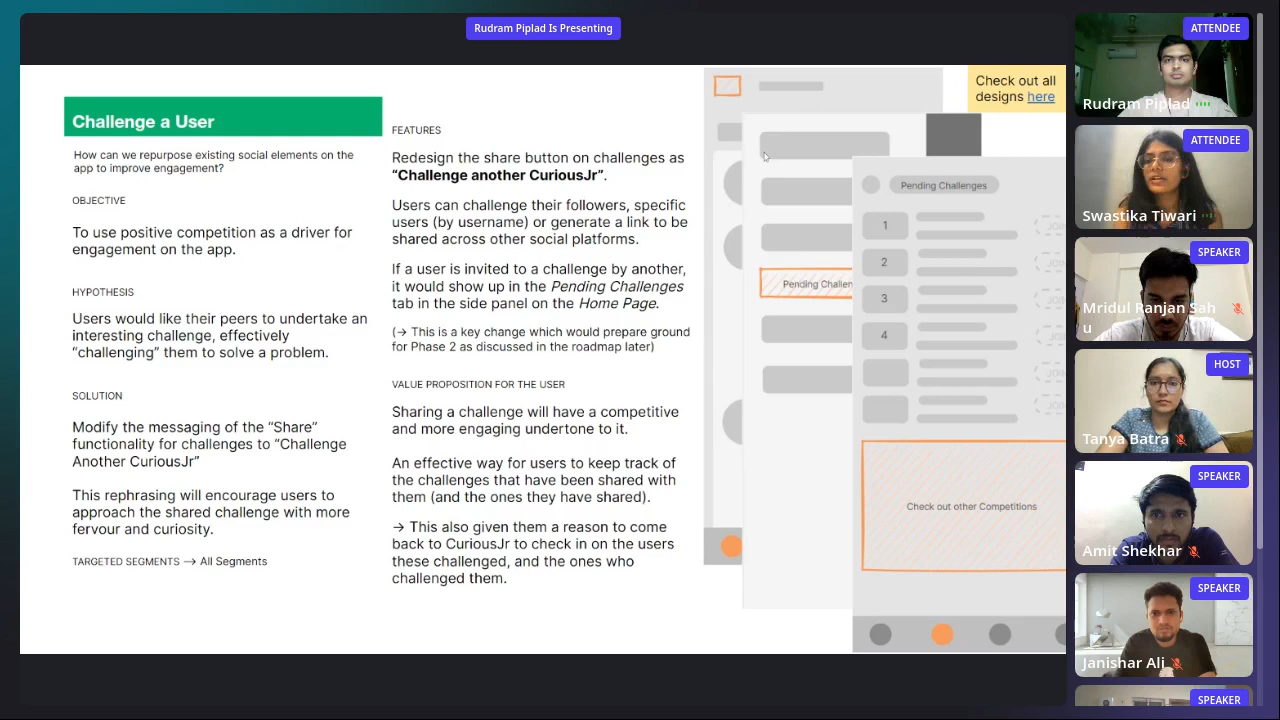 Rudram Piplad Is Presenting
Challenge a User
How can we repurpose existing social elements on the
app to improve engagement?
OBJECTIVE
To use positive competition as a driver for
engagement on the app.
HYPOTHESIS
Users would like their peers to undertake an
interesting challenge, effectively
“challenging” them to solve a problem.
SOLUTION
Modify the messaging of the “Share”
functionality for challenges to “Challenge
Another CuriousJr”
This rephrasing will encourage users to
approach the shared challenge with more
fervour and curiosity.
TARGETED SEGMENTS → All Segments
FEATURES
Redesign the share button on challenges as
“Challenge another CuriousJr”.
Users can challenge their followers, specific
users (by username) or generate a link to be
shared across other social platforms.
If a user is invited to a challenge by another,
it would show up in the Pending Challenges
tab in the side panel on the Home Page.
(→ This is a key change which would prepare ground
for Phase 2 as discussed in the roadmap later)
VALUE PROPOSITION FOR THE USER
Sharing a challenge will have a competitive
and more engaging undertone to it.
An effective way for users to keep track of
the challenges that have been shared with
them (and the ones they have shared).
→ This also given them a reason to come
back to CuriousJr to check in on the users
these challenged, and the ones who
challenged them.
Check out all
designs here
Pending Challen
Pending Challenges
1
2
3
4
Check out other Competitions
ATTENDEE
Rudram Piplad
ATTENDEE
Swastika Tiwari
SPEAKER
Mridul Ranjan Sah
u
HOST
Tanya Batra
SPEAKER
Amit Shekhar
SPEAKER
Janishar Ali
SPEAKER